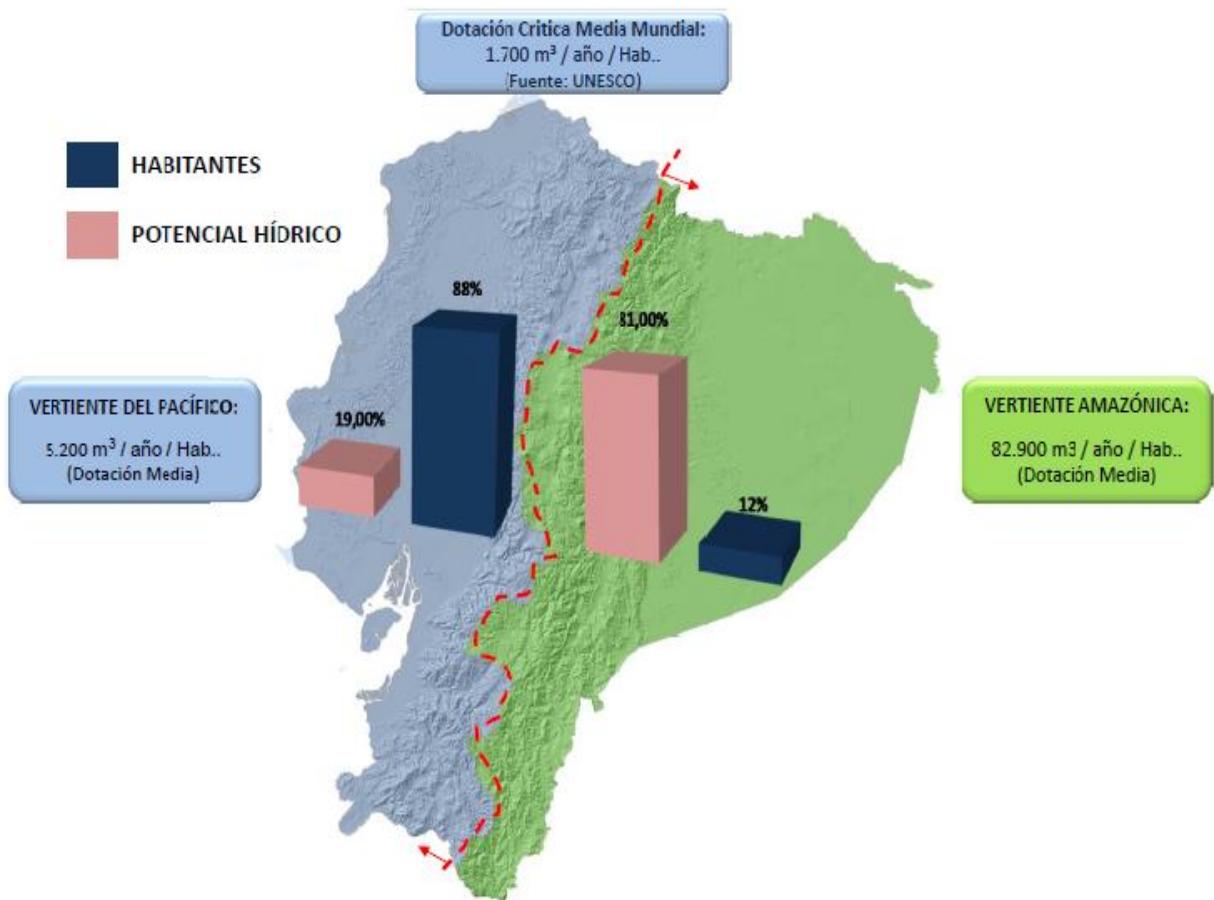 Dotación Critica Media Mundial:
1.700 m³ / año / Hab..
(Fuente: UNESCO)
HABITANTES
POTENCIAL HÍDRICO
88%
81,00%
19,00%
12%
VERTIENTE DEL PACÍFICO:
5.200 m³ / año / Hab..
(Dotación Media)
VERTIENTE AMAZÓNICA:
82.900 m3 / año / Hab..
(Dotación Media)